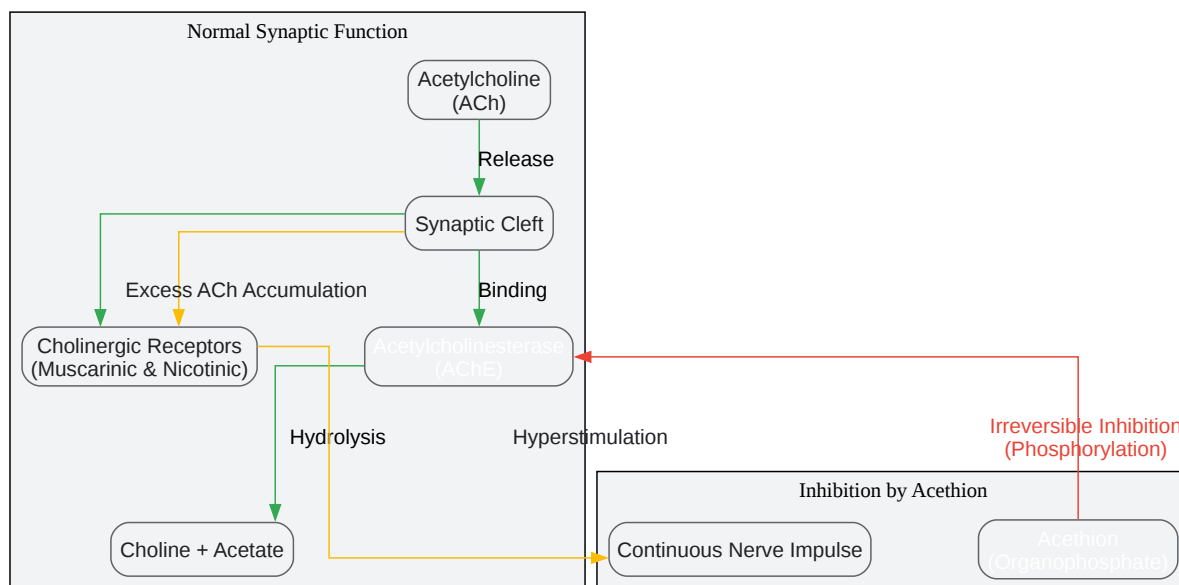 Normal Synaptic Function
Acetylcholine
(ACh)
Release
Synaptic Cleft
Excess ACh Accumulation
Binding
Cholinergic Receptors
(Muscarinic & Nicotinic)
Acetylcholinesterase
(AChE)
Hydrolysis
Hyperstimulation
Irreversible Inhibition
(Phosphorylation)
Inhibition by Acethion
Choline + Acetate
Continuous Nerve Impulse
Acethion
(Organophosphate)